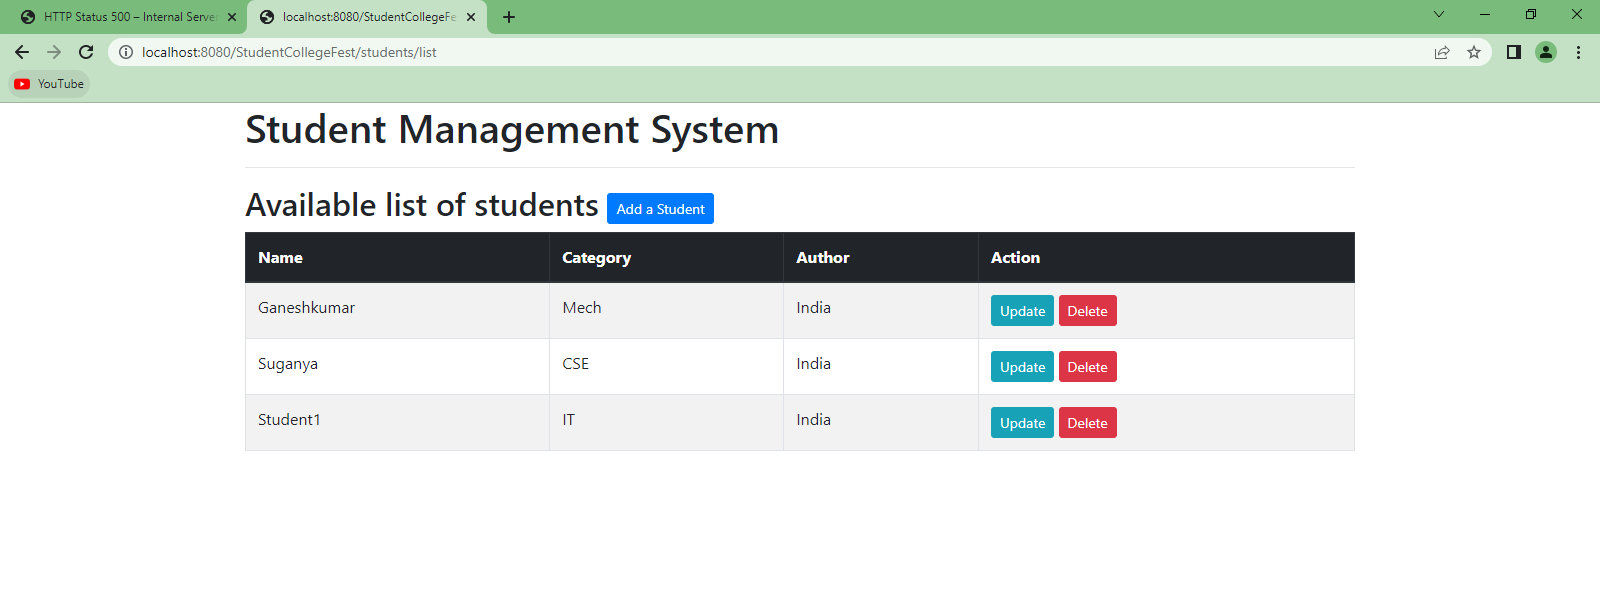 HTTP Status 500 – Internal Server
localhost:8080/StudentCollegeFe
localhost:8080/StudentCollegeFest/students/list
YouTube
Student Management System
Available list of students Add a Student
Name Category Author Action
Ganeshkumar Mech India Update Delete
Suganya CSE India Update Delete
Student1 IT India Update Delete